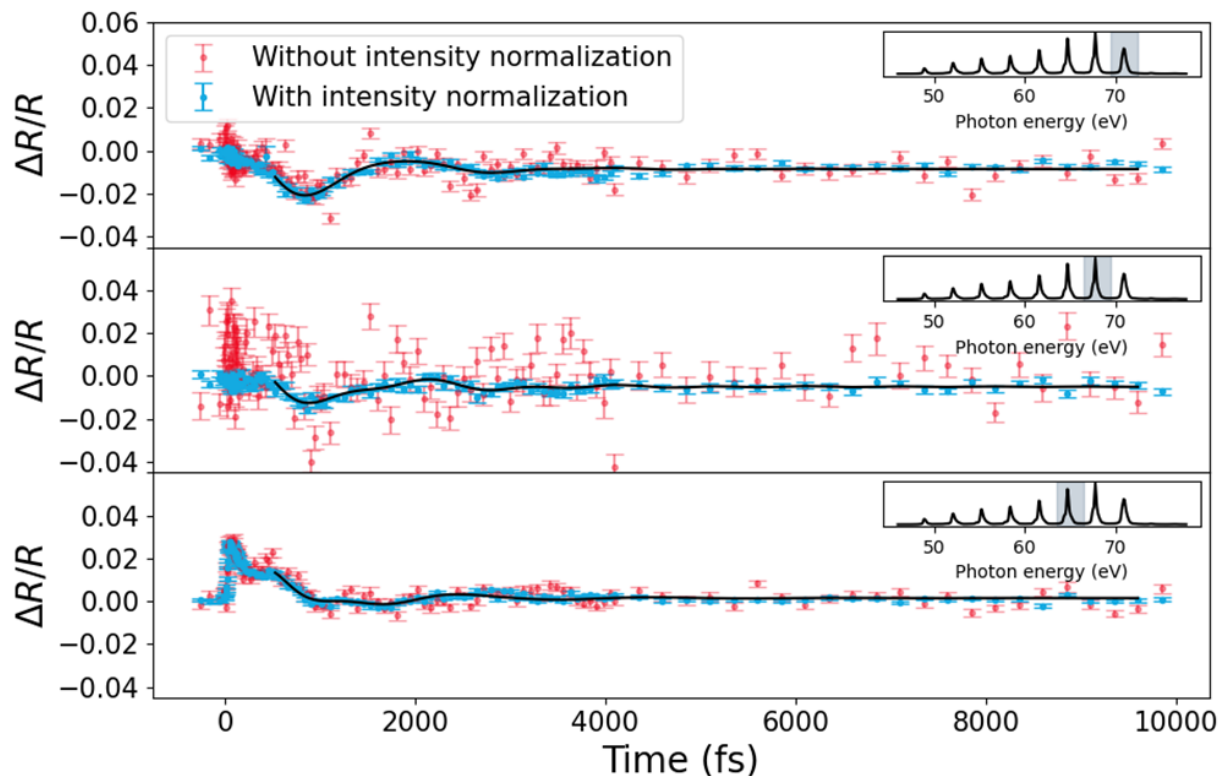 0.06
0.04
0.02
0.00
−0.02
−0.04
ΔR/R
Without intensity normalization
With intensity normalization
50 60 70
Photon energy (eV)
0.04
0.02
0.00
−0.02
−0.04
ΔR/R
50 60 70
Photon energy (eV)
0.04
0.02
0.00
−0.02
−0.04
ΔR/R
50 60 70
Photon energy (eV)
0 2000 4000 6000 8000 10000
Time (fs)